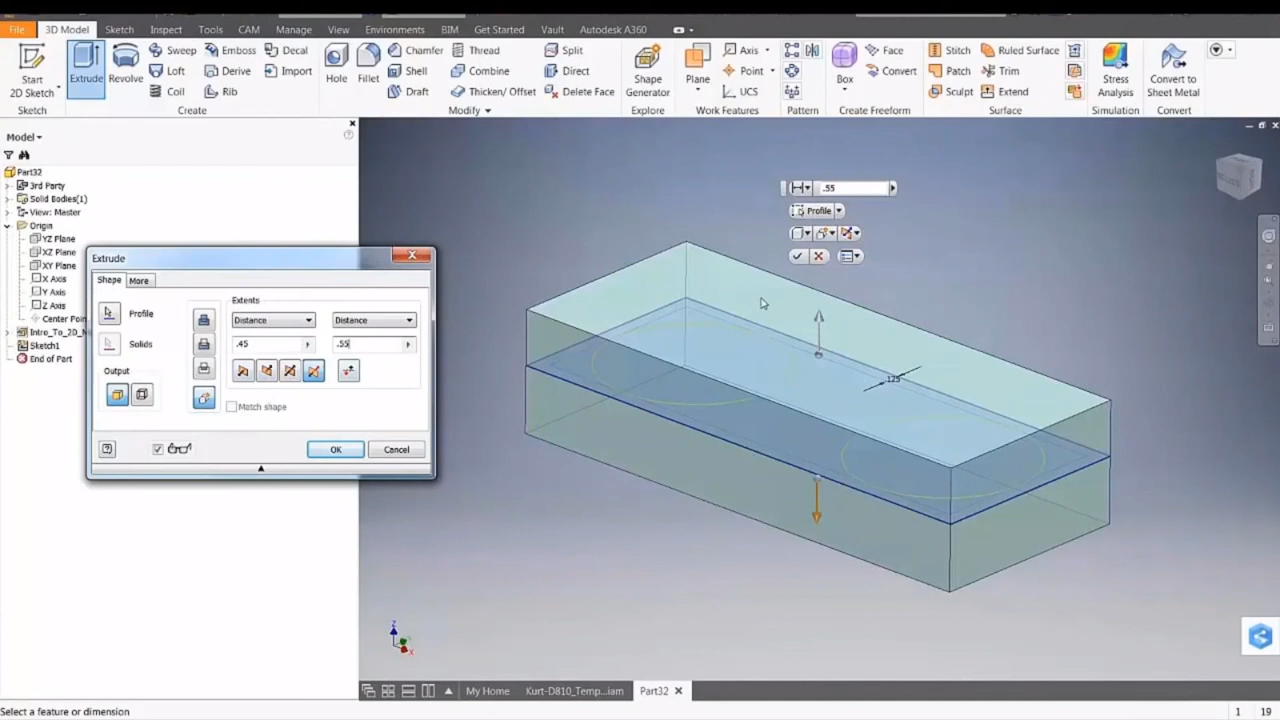 File 3D Model Sketch Inspect Tools CAM Manage View Environments BIM Get Started Vault Autodesk A360
Start
2D Sketch
Extrude
Revolve
Sweep
Loft
Coil
Emboss
Derive
Rib
Decal
Import
Hole
Fillet
Chamfer
Shell
Draft
Thread
Combine
Thicken/ Offset
Split
Direct
Delete Face
Shape
Generator
Plane
Axis
Point
UCS
Box
Face
Convert
Stitch
Patch
Sculpt
Ruled Surface
Trim
Extend
Stress
Analysis
Convert to
Sheet Metal
Sketch Create Modify Explore Work Features Pattern Create Freeform Surface Simulation Convert
Model
Part32
3rd Party
Solid Bodies(1)
View: Master
Origin
YZ Plane
XZ Plane
XY Plane
X Axis
Y Axis
Z Axis
Center Poin
Intro_To_2D_
Sketch1
End of Part
Extrude
Shape More
Profile
Solids
Output
Extents
Distance Distance
.45 .55
Match shape
OK Cancel
.55
Profile
.125
Z
X
My Home Kurt-D810_Temp...iam Part32
Select a feature or dimension 1 19